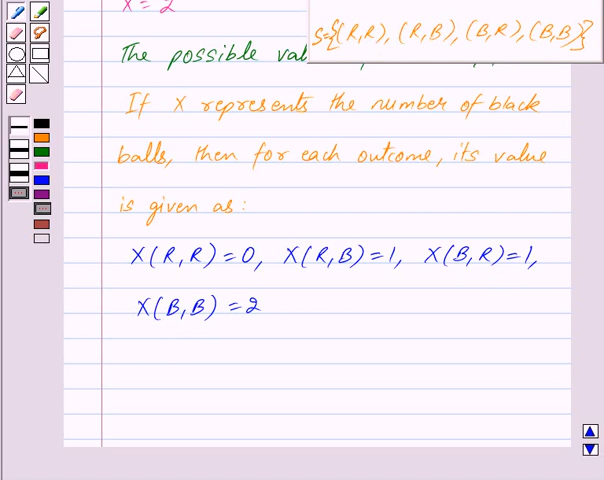 X = 2
S={(R,R), (R,B), (B,R), (B,B)}
The possible val
If X represents the number of black
balls, then for each outcome, its value
is given as:
X(R,R)=0, X(R,B)=1, X(B,R)=1,
X(B,B)=2